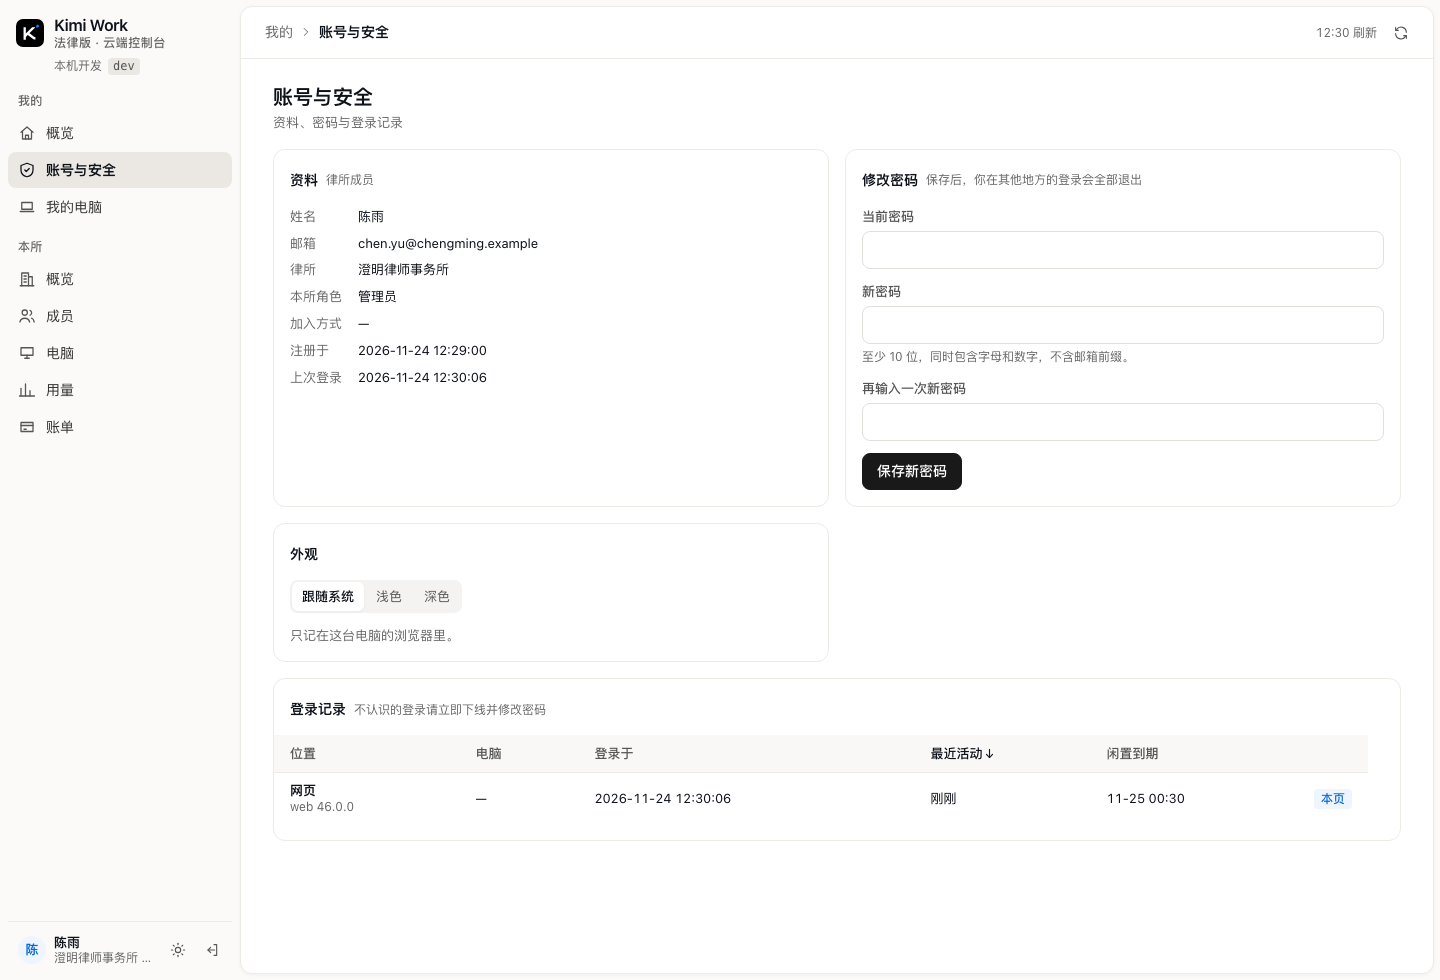 Kimi Work
法律版 · 云端控制台
本机开发 dev
我的
概览
账号与安全
我的电脑
本所
概览
成员
电脑
用量
账单
陈
陈雨
澄明律师事务所 ...
我的 > 账号与安全
12:30 刷新
账号与安全
资料、密码与登录记录
资料 律所成员
姓名 陈雨
邮箱 chen.yu@chengming.example
律所 澄明律师事务所
本所角色 管理员
加入方式 —
注册于 2026-11-24 12:29:00
上次登录 2026-11-24 12:30:06
修改密码 保存后，你在其他地方的登录会全部退出
当前密码
新密码
至少 10 位，同时包含字母和数字，不含邮箱前缀。
再输入一次新密码
保存新密码
外观
跟随系统 浅色 深色
只记在这台电脑的浏览器里。
登录记录 不认识的登录请立即下线并修改密码
位置 电脑 登录于 最近活动↓ 闲置到期
网页 — 2026-11-24 12:30:06 刚刚 11-25 00:30 本页
web 46.0.0